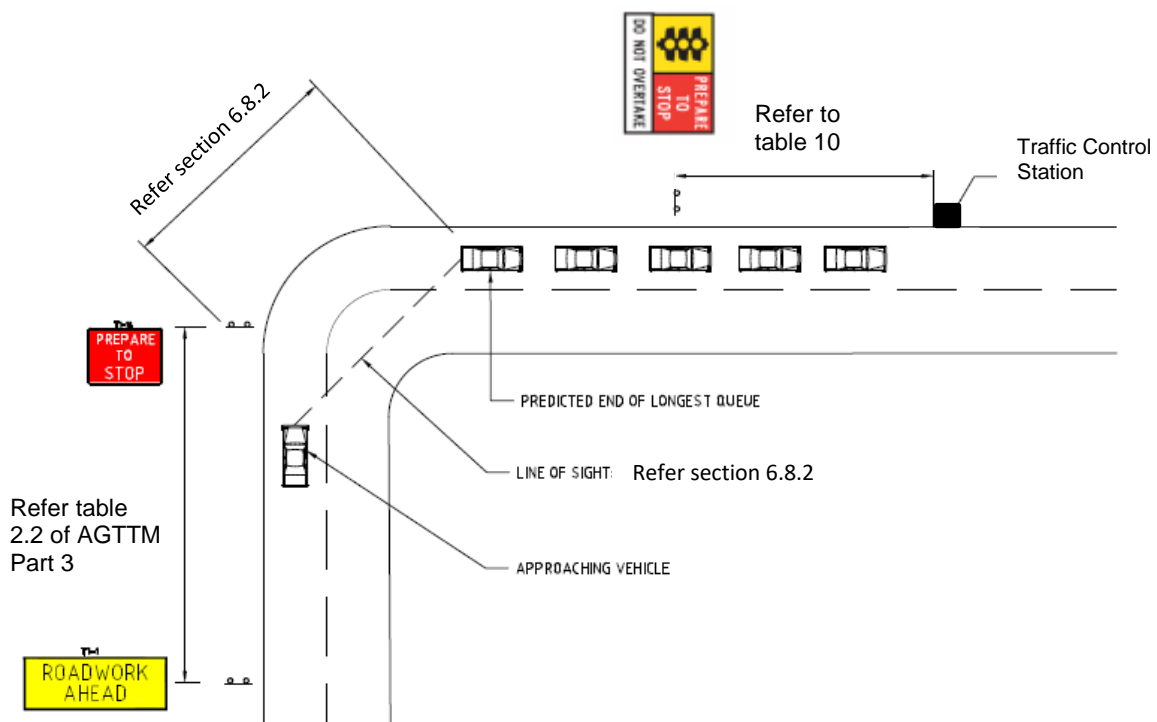 DO NOT OVERTAKE
PREPARE
TO
STOP
Refer to
table 10
Traffic Control
Station
Refer section 6.8.2
PREPARE
TO
STOP
PREDICTED END OF LONGEST QUEUE
LINE OF SIGHT: Refer section 6.8.2
Refer table
2.2 of AGTTM
Part 3
APPROACHING VEHICLE
T1-1
ROADWORK
AHEAD